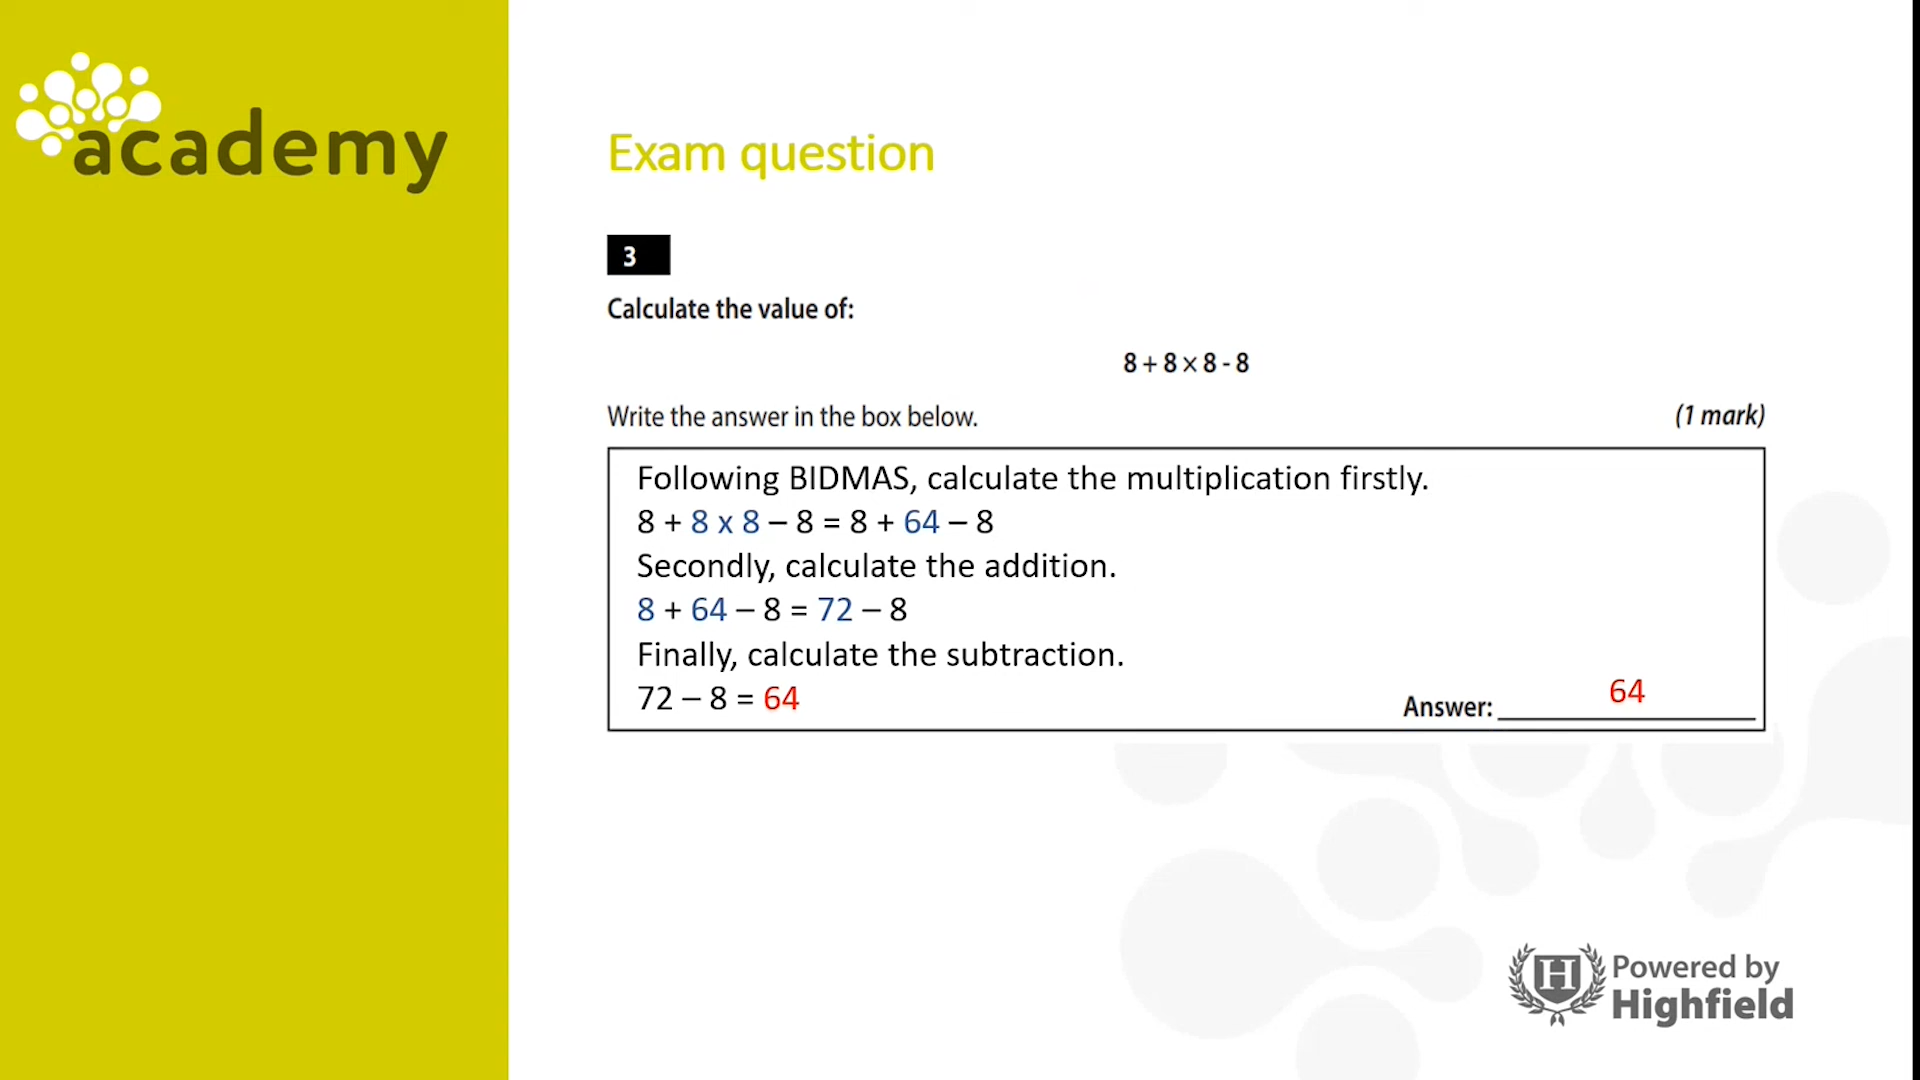 academy
Exam question
3
Calculate the value of:
8 + 8 × 8 - 8
Write the answer in the box below.
(1 mark)
Following BIDMAS, calculate the multiplication firstly.
8 + 8 x 8 – 8 = 8 + 64 – 8
Secondly, calculate the addition.
8 + 64 – 8 = 72 – 8
Finally, calculate the subtraction.
72 – 8 = 64
Answer: 64
H
Powered by
Highfield